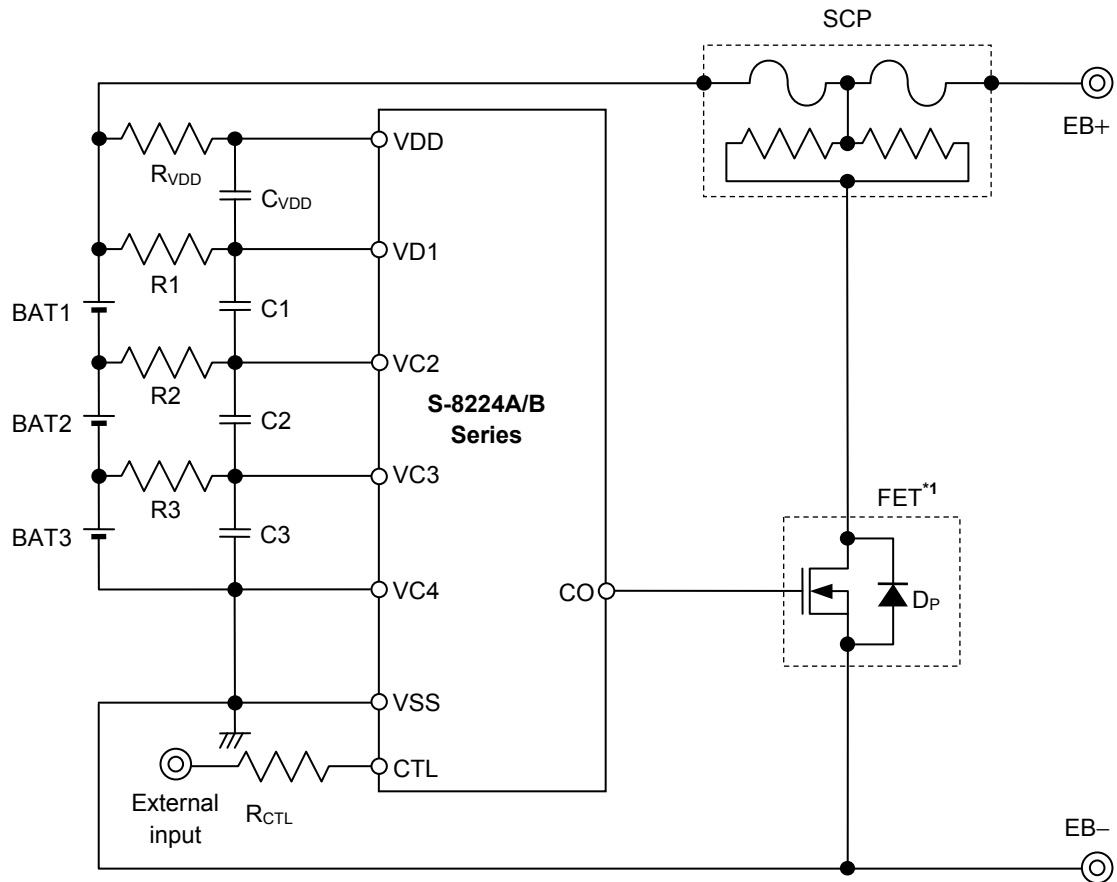 SCP
EB+
VDD
RVDD
CVDD
VD1
R1
BAT1
C1
VC2
R2
BAT2
C2
S-8224A/B
Series
VC3
R3
BAT3
C3
FET*1
VC4
CO
DP
VSS
CTL
External
input
RCTL
EB−